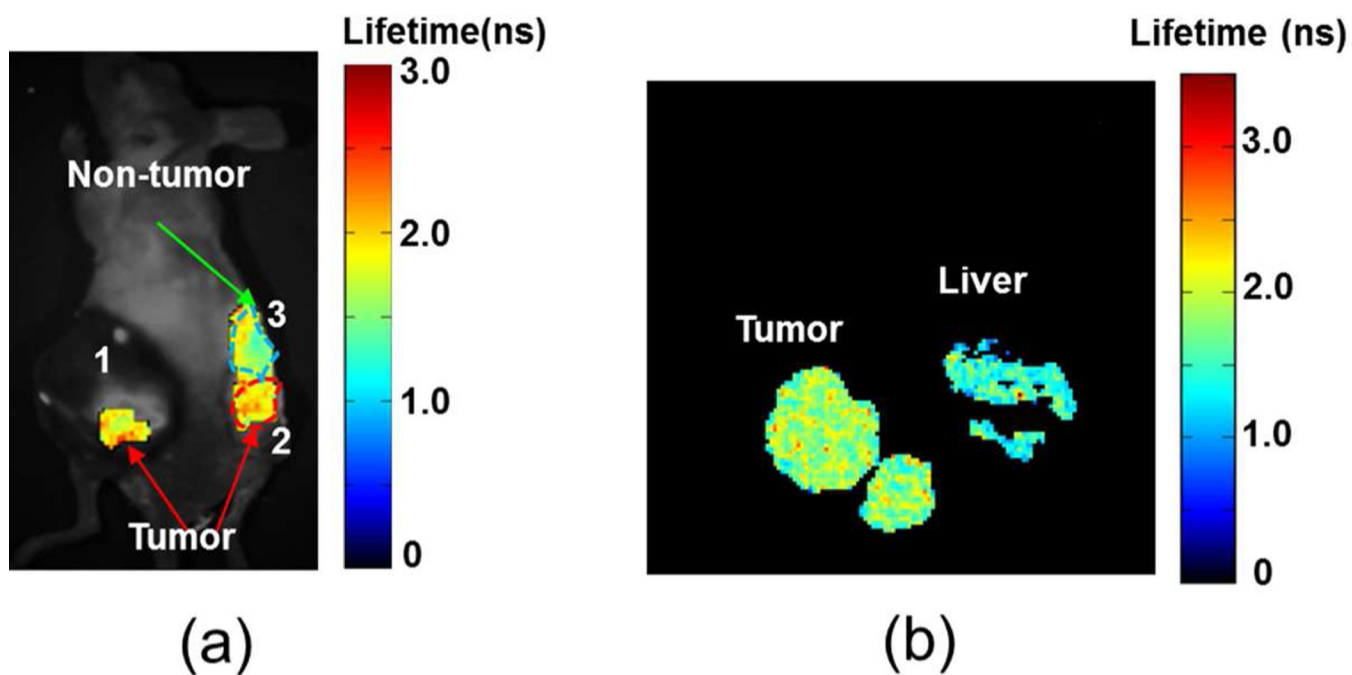 Lifetime(ns)
3.0
2.0
1.0
0
Non-tumor
3
1
2
Tumor
(a)
Lifetime (ns)
3.0
2.0
1.0
0
Liver
Tumor
(b)